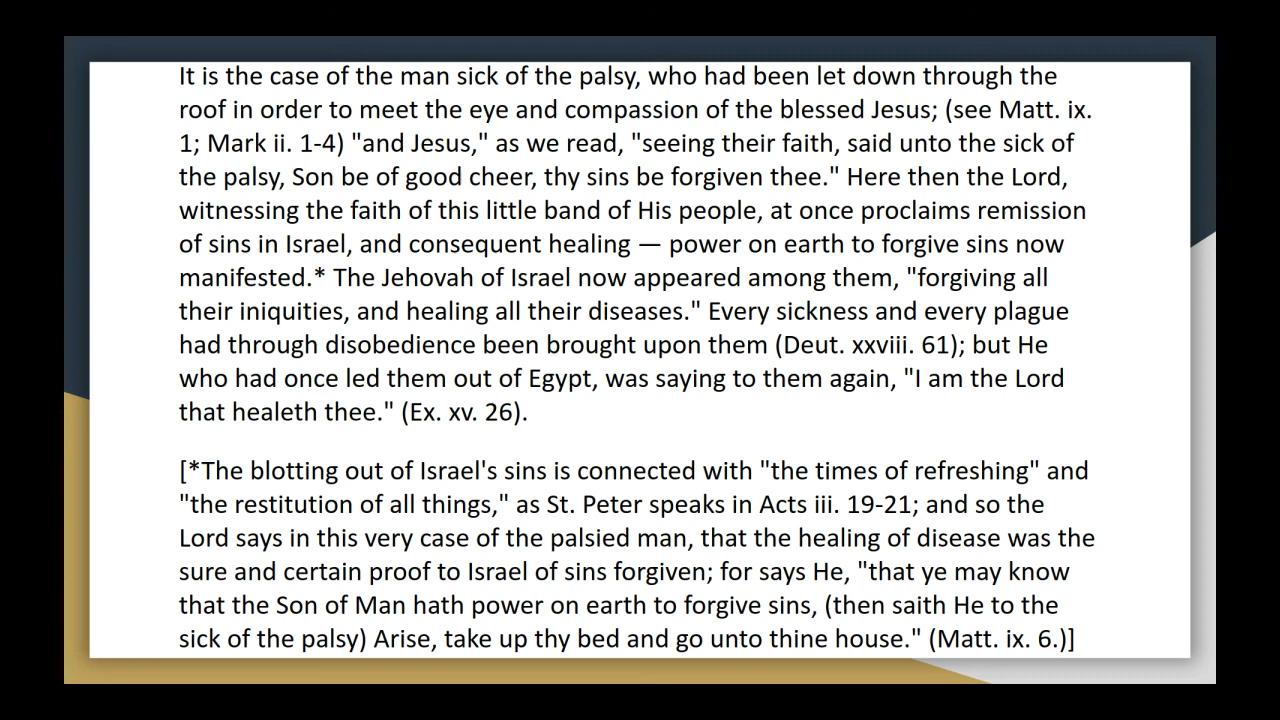 It is the case of the man sick of the palsy, who had been let down through the
roof in order to meet the eye and compassion of the blessed Jesus; (see Matt. ix.
1; Mark ii. 1-4) "and Jesus," as we read, "seeing their faith, said unto the sick of
the palsy, Son be of good cheer, thy sins be forgiven thee." Here then the Lord,
witnessing the faith of this little band of His people, at once proclaims remission
of sins in Israel, and consequent healing — power on earth to forgive sins now
manifested.* The Jehovah of Israel now appeared among them, "forgiving all
their iniquities, and healing all their diseases." Every sickness and every plague
had through disobedience been brought upon them (Deut. xxviii. 61); but He
who had once led them out of Egypt, was saying to them again, "I am the Lord
that healeth thee." (Ex. xv. 26).
[*The blotting out of Israel's sins is connected with "the times of refreshing" and
"the restitution of all things," as St. Peter speaks in Acts iii. 19-21; and so the
Lord says in this very case of the palsied man, that the healing of disease was the
sure and certain proof to Israel of sins forgiven; for says He, "that ye may know
that the Son of Man hath power on earth to forgive sins, (then saith He to the
sick of the palsy) Arise, take up thy bed and go unto thine house." (Matt. ix. 6.)]